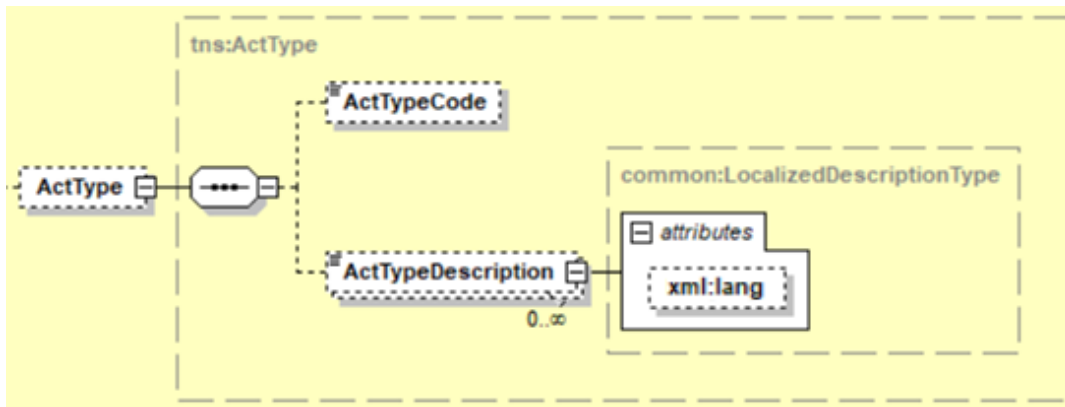 tns:ActType
ActTypeCode
ActType
common:LocalizedDescriptionType
attributes
ActTypeDescription
xml:lang
0..∞